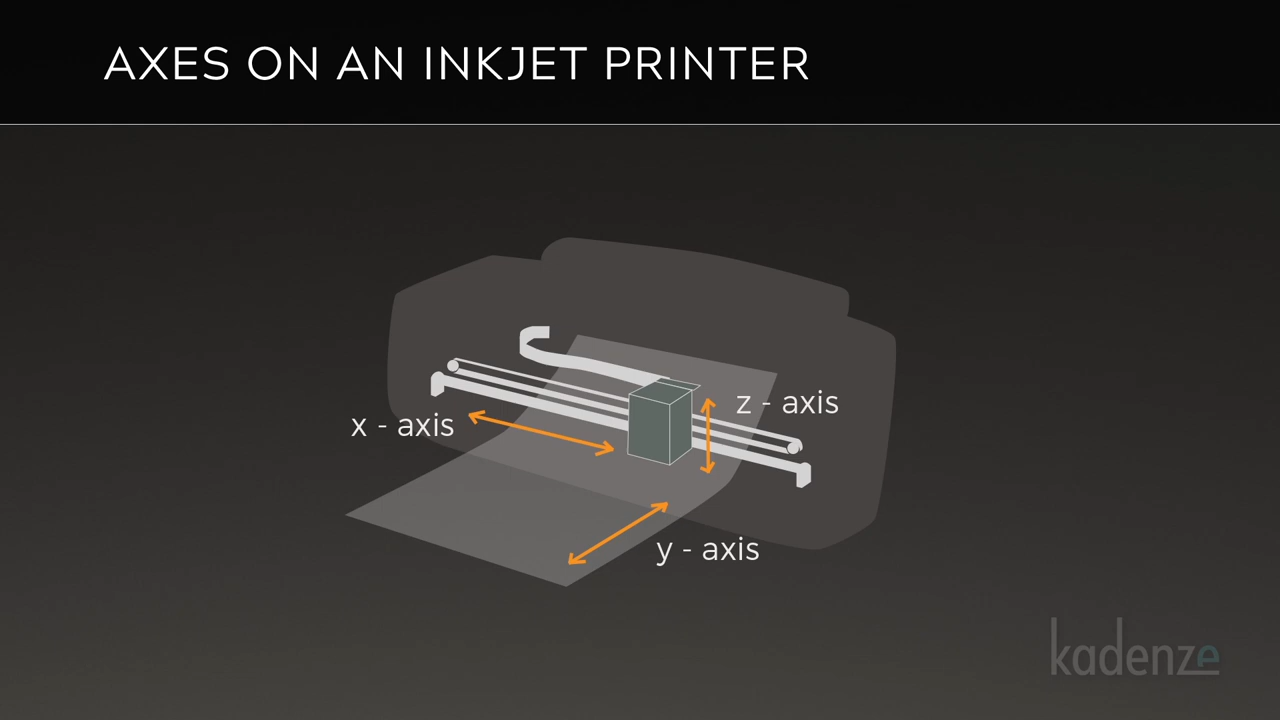 AXES ON AN INKJET PRINTER
z - axis
x - axis
y - axis
kadenze